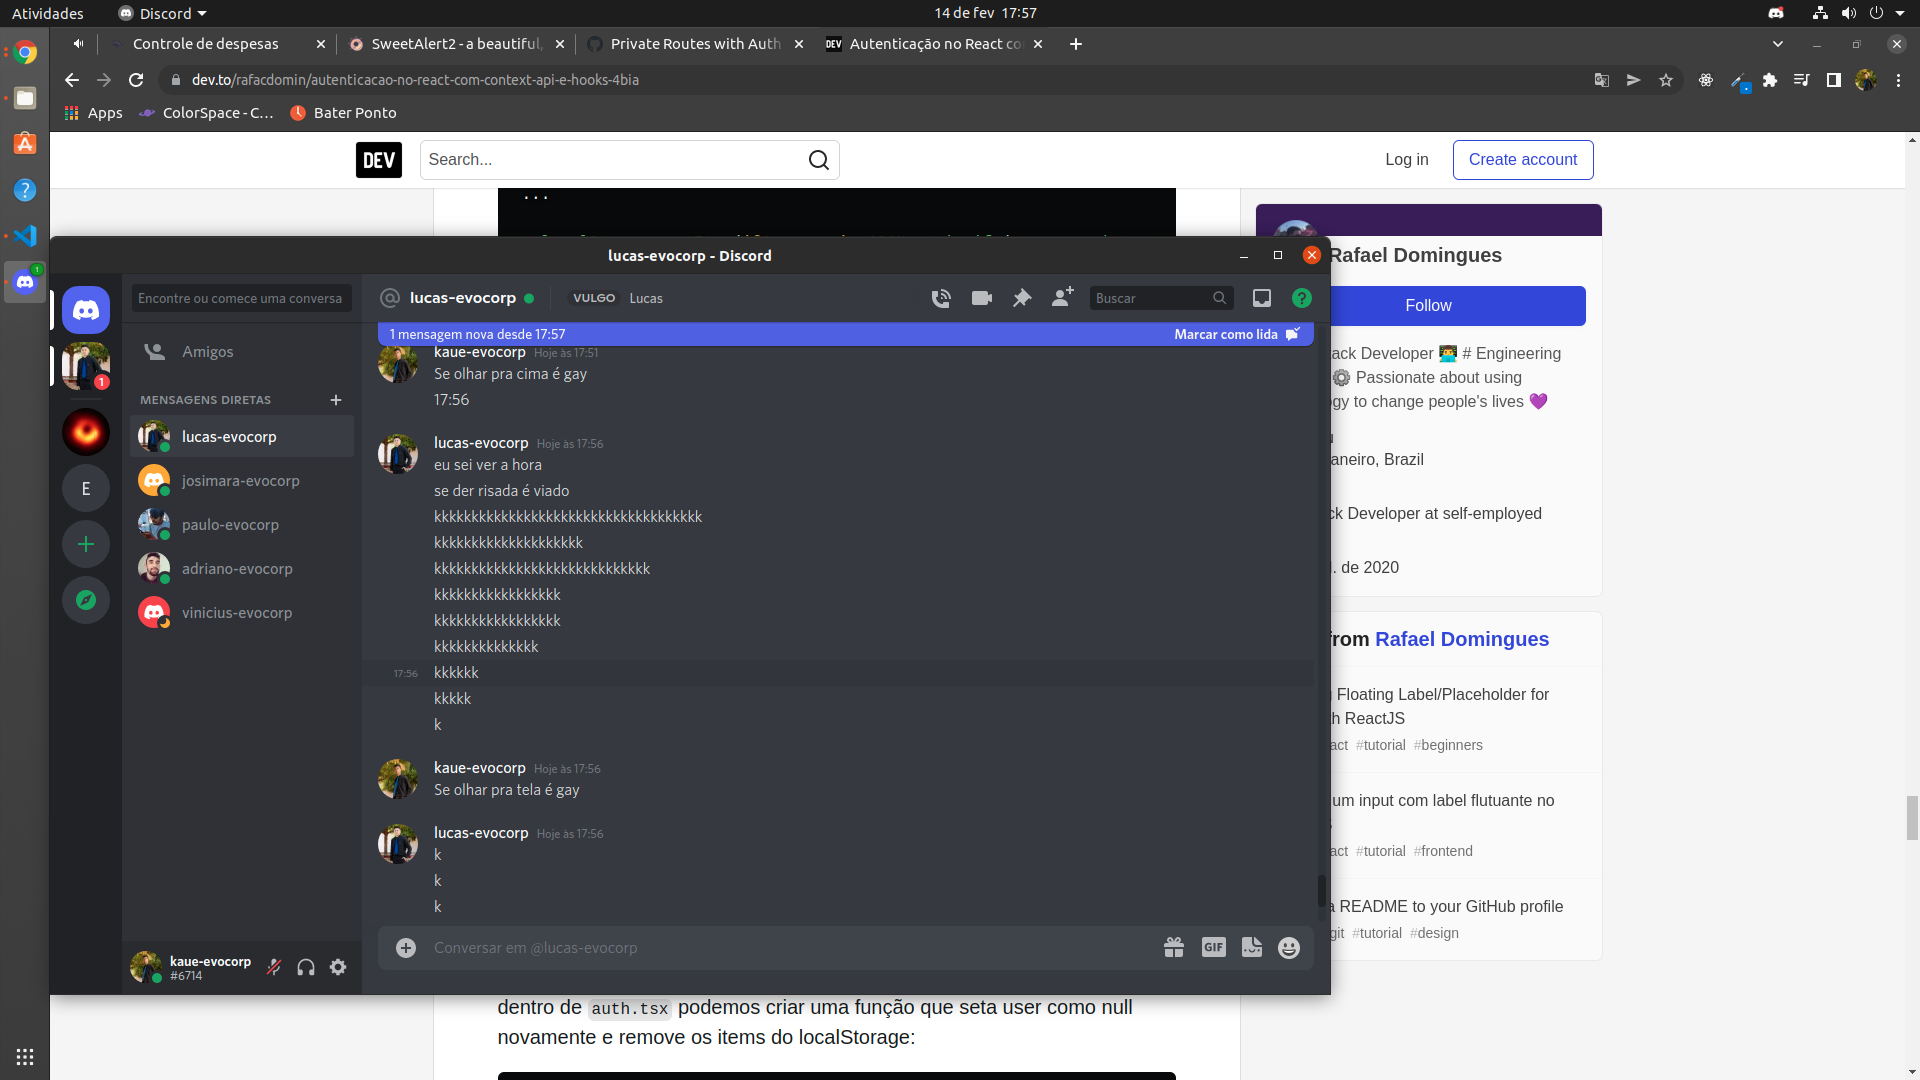 Atividades
Discord
14 de fev 17:57
Controle de despesas
SweetAlert2 - a beautiful,
Private Routes with Auth
DEV
Autenticação no React co
dev.to/rafacdomin/autenticacao-no-react-com-context-api-e-hooks-4bia
Apps
ColorSpace - C…
Bater Ponto
DEV
Search...
Log in
Create account
...
lucas-evocorp - Discord
Encontre ou comece uma conversa
lucas-evocorp
VULGO
Lucas
Buscar
1 mensagem nova desde 17:57
Marcar como lida
Amigos
MENSAGENS DIRETAS
lucas-evocorp
josimara-evocorp
paulo-evocorp
adriano-evocorp
vinicius-evocorp
1
1
E
kaue-evocorp
#6714
kaue-evocorp Hoje às 17:51
Se olhar pra cima é gay
17:56
lucas-evocorp Hoje às 17:56
eu sei ver a hora
se der risada é viado
kkkkkkkkkkkkkkkkkkkkkkkkkkkkkkkkkkkk
kkkkkkkkkkkkkkkkkkkk
kkkkkkkkkkkkkkkkkkkkkkkkkkkkk
kkkkkkkkkkkkkkkkk
kkkkkkkkkkkkkkkkk
kkkkkkkkkkkkkk
17:56 kkkkkk
kkkkk
k
kaue-evocorp Hoje às 17:56
Se olhar pra tela é gay
lucas-evocorp Hoje às 17:56
k
k
k
Conversar em @lucas-evocorp
GIF
Rafael Domingues
Follow
ack Developer 👨‍💻 # Engineering
⚙️ Passionate about using
gy to change people's lives 💜
aneiro, Brazil
ck Developer at self-employed
. de 2020
from Rafael Domingues
Floating Label/Placeholder for
h ReactJS
act #tutorial #beginners
um input com label flutuante no
act #tutorial #frontend
a README to your GitHub profile
git #tutorial #design
dentro de auth.tsx podemos criar uma função que seta user como null
novamente e remove os items do localStorage: